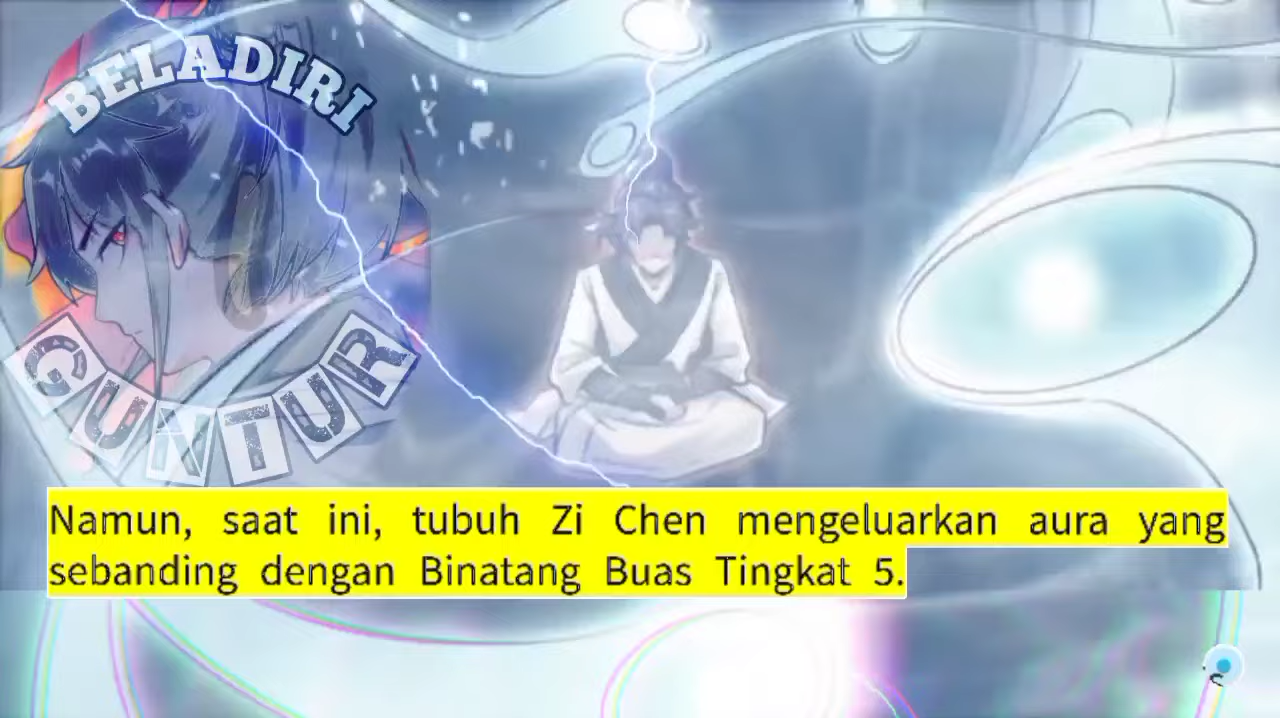 BELADIRI
GUNTUR
Namun, saat ini, tubuh Zi Chen mengeluarkan aura yang
sebanding dengan Binatang Buas Tingkat 5.